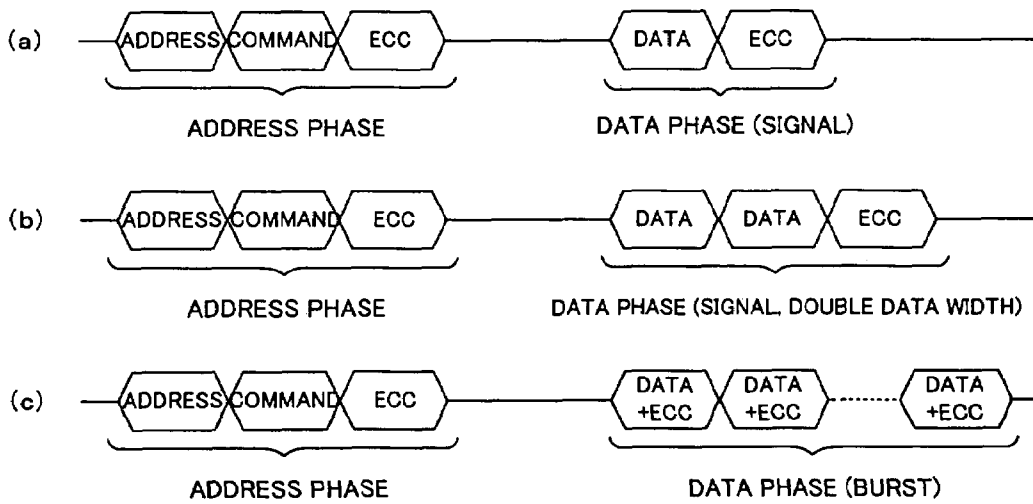 (a) ADDRESS COMMAND ECC DATA ECC
ADDRESS PHASE DATA PHASE (SIGNAL)
(b) ADDRESS COMMAND ECC DATA DATA ECC
ADDRESS PHASE DATA PHASE (SIGNAL, DOUBLE DATA WIDTH)
(c) ADDRESS COMMAND ECC DATA +ECC DATA +ECC DATA +ECC
ADDRESS PHASE DATA PHASE (BURST)